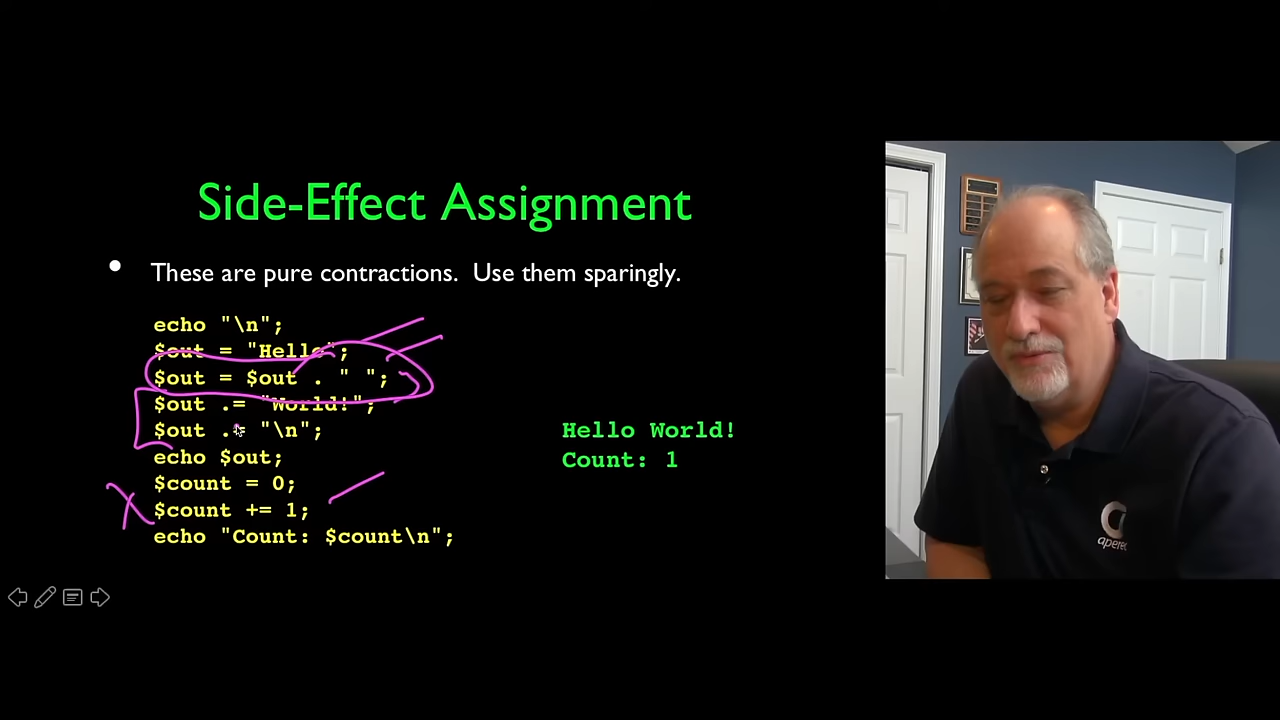 Side-Effect Assignment
• These are pure contractions. Use them sparingly.
echo "\n";
$out = "Hello";
$out = $out . " ";
$out .= "World!";
$out .= "\n";
echo $out;
$count = 0;
$count += 1;
echo "Count: $count\n";
Hello World!
Count: 1